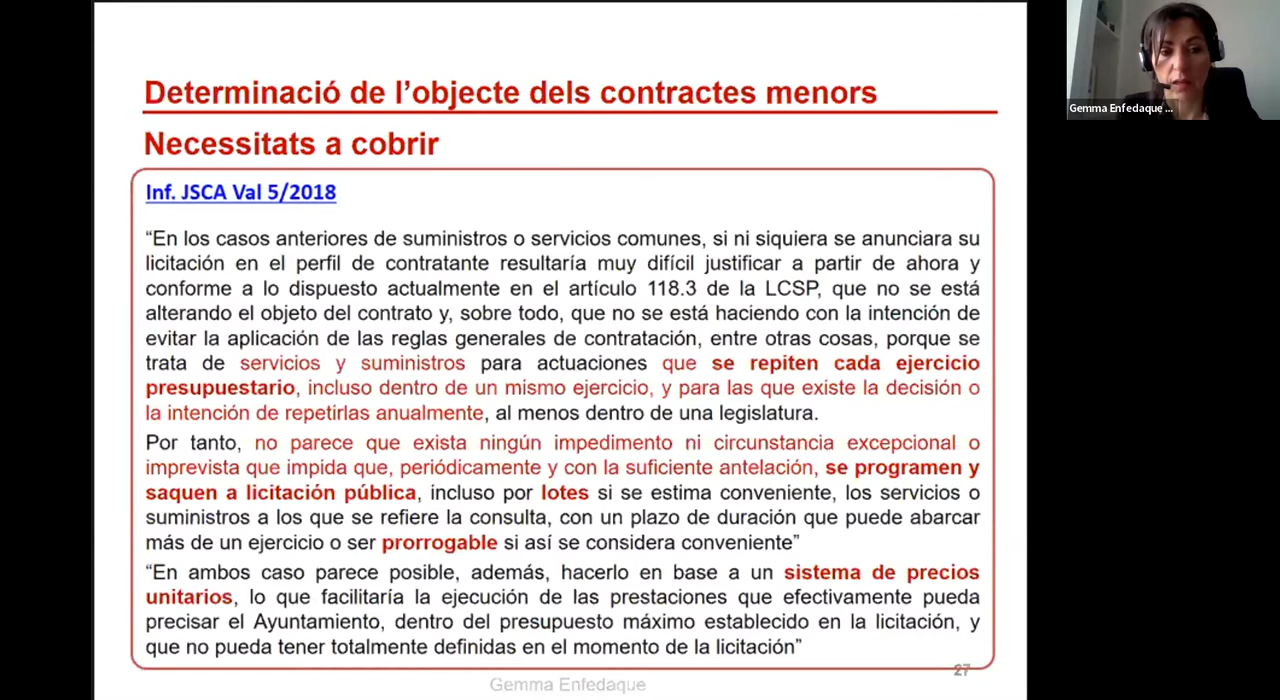 Determinació de l’objecte dels contractes menors
Necessitats a cobrir
Inf. JSCA Val 5/2018
“En los casos anteriores de suministros o servicios comunes, si ni siquiera se anunciara su
licitación en el perfil de contratante resultaría muy difícil justificar a partir de ahora y
conforme a lo dispuesto actualmente en el artículo 118.3 de la LCSP, que no se está
alterando el objeto del contrato y, sobre todo, que no se está haciendo con la intención de
evitar la aplicación de las reglas generales de contratación, entre otras cosas, porque se
trata de servicios y suministros para actuaciones que se repiten cada ejercicio
presupuestario, incluso dentro de un mismo ejercicio, y para las que existe la decisión o
la intención de repetirlas anualmente, al menos dentro de una legislatura.
Por tanto, no parece que exista ningún impedimento ni circunstancia excepcional o
imprevista que impida que, periódicamente y con la suficiente antelación, se programen y
saquen a licitación pública, incluso por lotes si se estima conveniente, los servicios o
suministros a los que se refiere la consulta, con un plazo de duración que puede abarcar
más de un ejercicio o ser prorrogable si así se considera conveniente”
“En ambos caso parece posible, además, hacerlo en base a un sistema de precios
unitarios, lo que facilitaría la ejecución de las prestaciones que efectivamente pueda
precisar el Ayuntamiento, dentro del presupuesto máximo establecido en la licitación, y
que no pueda tener totalmente definidas en el momento de la licitación”
27
Gemma Enfedaque
Gemma Enfedaque ...